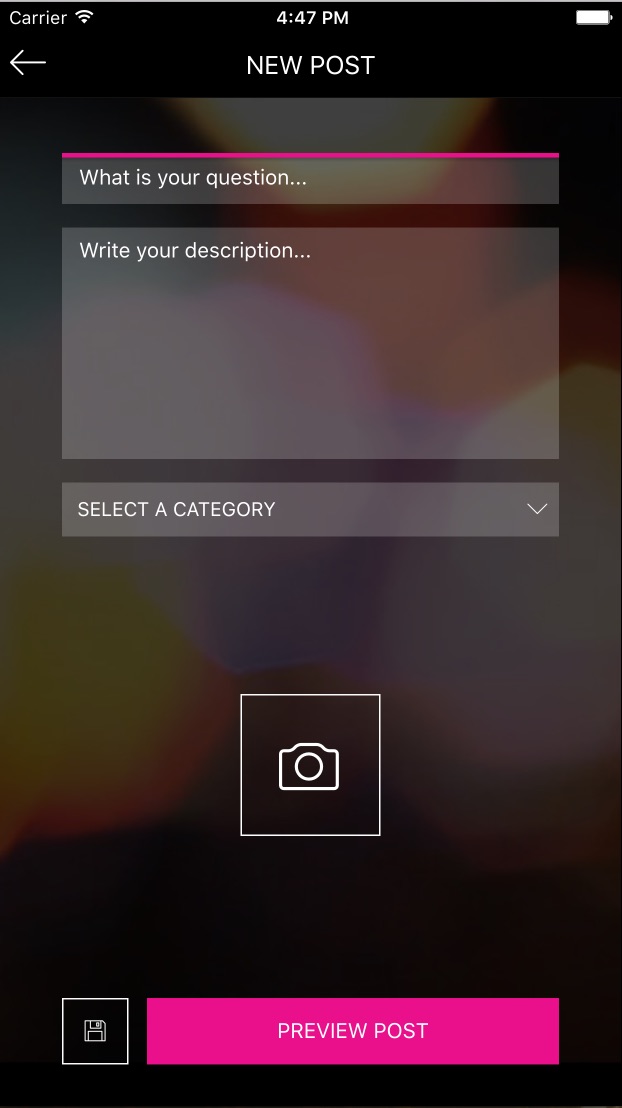 Carrier 4:47 PM
NEW POST
What is your question...
Write your description...
SELECT A CATEGORY
PREVIEW POST